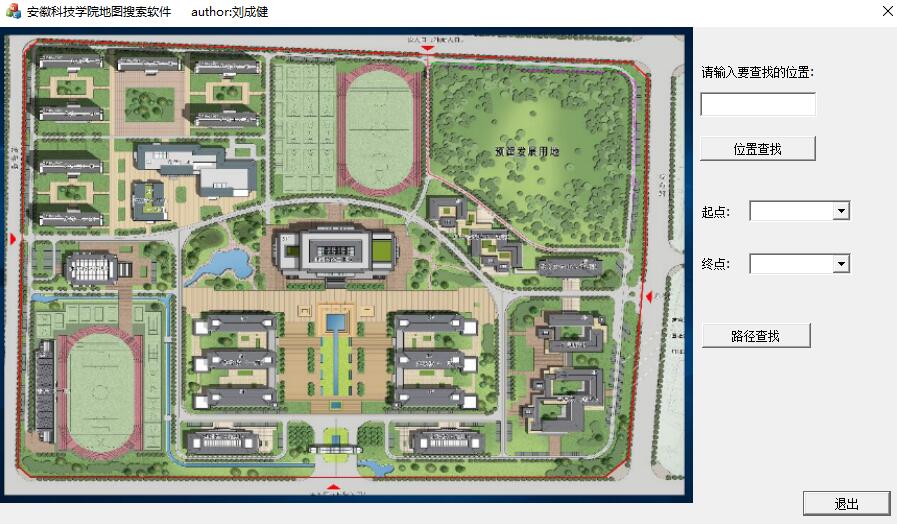 安徽科技学院地图搜索软件 author:刘成健
请输入要查找的位置:
位置查找
预留发展用地
起点:
终点:
路径查找
退出